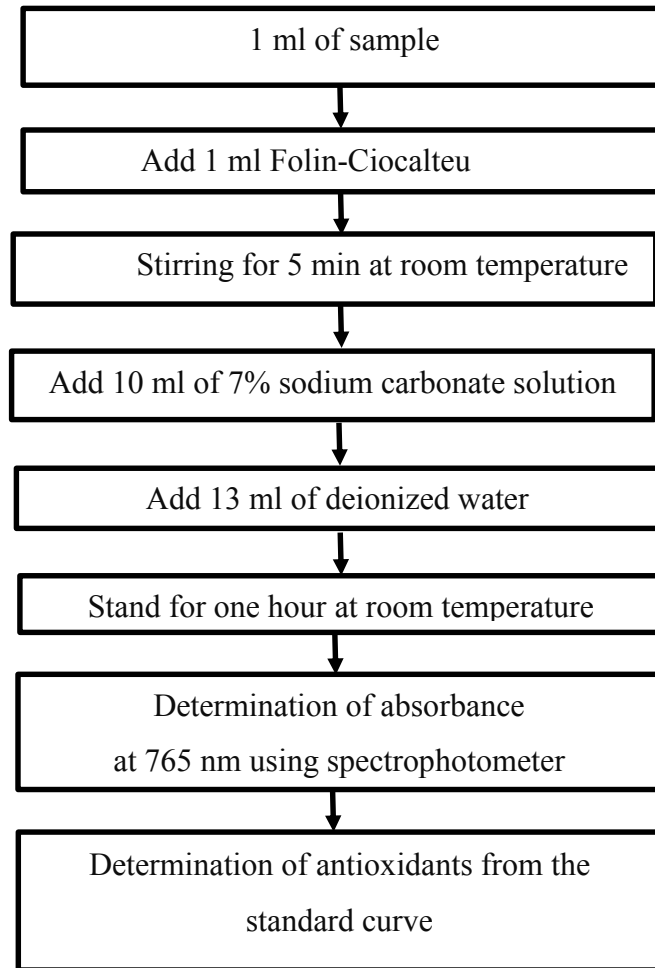 1 ml of sample
Add 1 ml Folin-Ciocalteu
Stirring for 5 min at room temperature
Add 10 ml of 7% sodium carbonate solution
Add 13 ml of deionized water
Stand for one hour at room temperature
Determination of absorbance
at 765 nm using spectrophotometer
Determination of antioxidants from the
standard curve